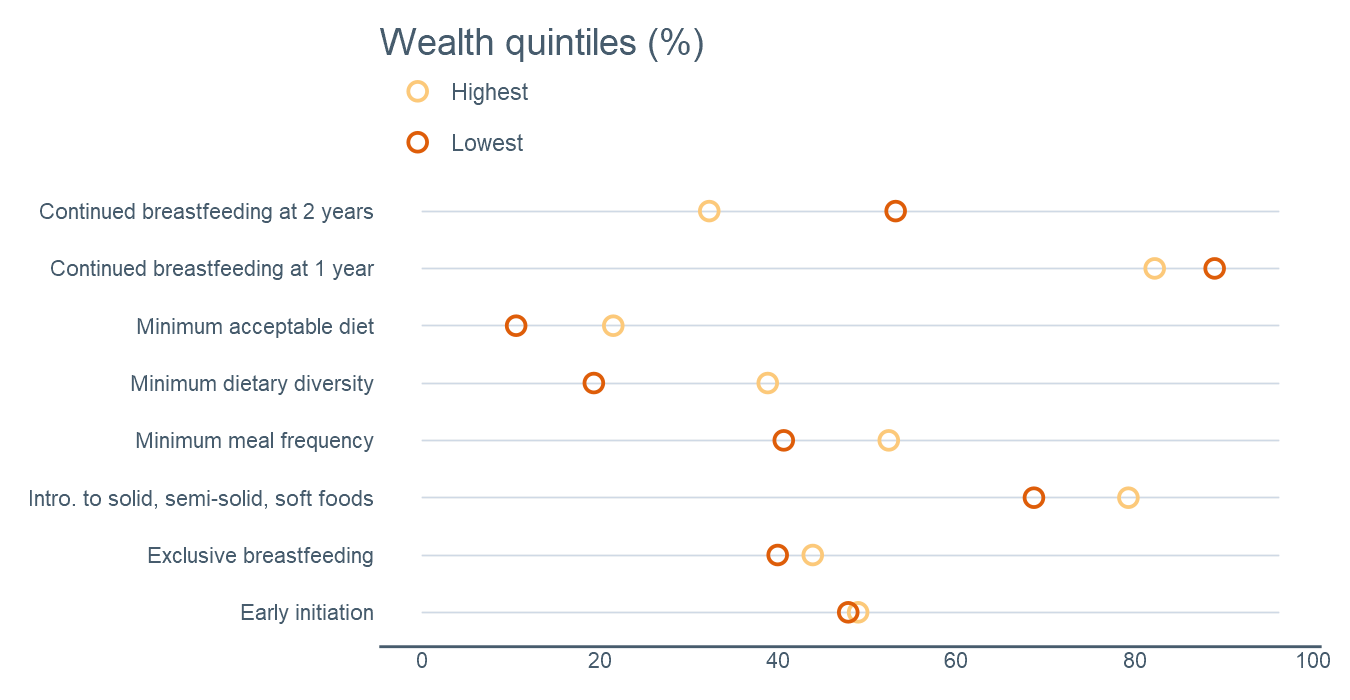 Wealth quintiles (%)
Highest
Lowest
Continued breastfeeding at 2 years
Continued breastfeeding at 1 year
Minimum acceptable diet
Minimum dietary diversity
Minimum meal frequency
Intro. to solid, semi-solid, soft foods
Exclusive breastfeeding
Early initiation
0 20 40 60 80 100